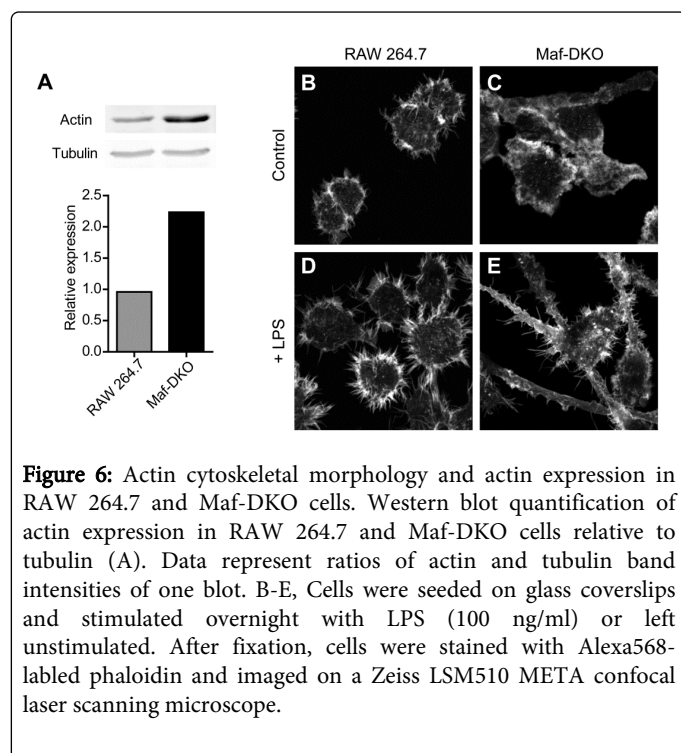 RAW 264.7
Maf-DKO
A
B
C
Actin
Tubulin
Control
2.5
2.0
1.5
1.0
0.5
0.0
Relative expression
RAW 264.7
Maf-DKO
D
E
+ LPS
Figure 6: Actin cytoskeletal morphology and actin expression in
RAW 264.7 and Maf-DKO cells. Western blot quantification of
actin expression in RAW 264.7 and Maf-DKO cells relative to
tubulin (A). Data represent ratios of actin and tubulin band
intensities of one blot. B-E, Cells were seeded on glass coverslips
and stimulated overnight with LPS (100 ng/ml) or left
unstimulated. After fixation, cells were stained with Alexa568-
labled phaloidin and imaged on a Zeiss LSM510 META confocal
laser scanning microscope.